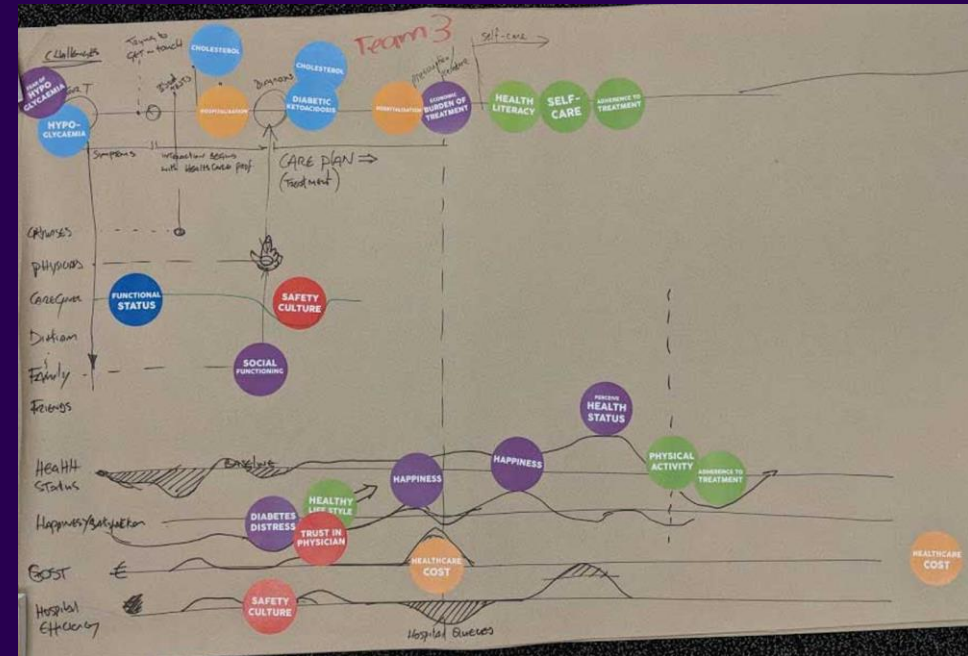 Challenges
Trying to
GET - touch
Team 3
self-care
CHOLESTEROL
CHOLESTEROL
FEAR OF
HYPO
GLYCAEMIA
HYPO-
GLYCAEMIA
HOSPITALISATION
DIAGNOSIS
DIABETIC
KETOACIDOSIS
HOSPITALISATION
ECONOMIC
BURDEN OF
TREATMENT
HEALTH
LITERACY
SELF-
CARE
ADHERENCE TO
TREATMENT
Symptoms
interaction begins
with Healthcare prof
CARE PLAN ⇒
(Treatment)
Physicians
Caregiver
FUNCTIONAL
STATUS
SAFETY
CULTURE
Family
SOCIAL
FUNCTIONING
Friends
HEALTH
STATUS
Baseline
HAPPINESS
HAPPINESS
HEALTH
STATUS
PHYSICAL
ACTIVITY
ADHERENCE TO
TREATMENT
Happiness/Satisfaction
DIABETES
DISTRESS
HEALTHY
LIFE STYLE
TRUST IN
PHYSICIAN
COST
€
HEALTHCARE
COST
HEALTHCARE
COST
Hospital
Efficiency
SAFETY
CULTURE
Hospital Queues